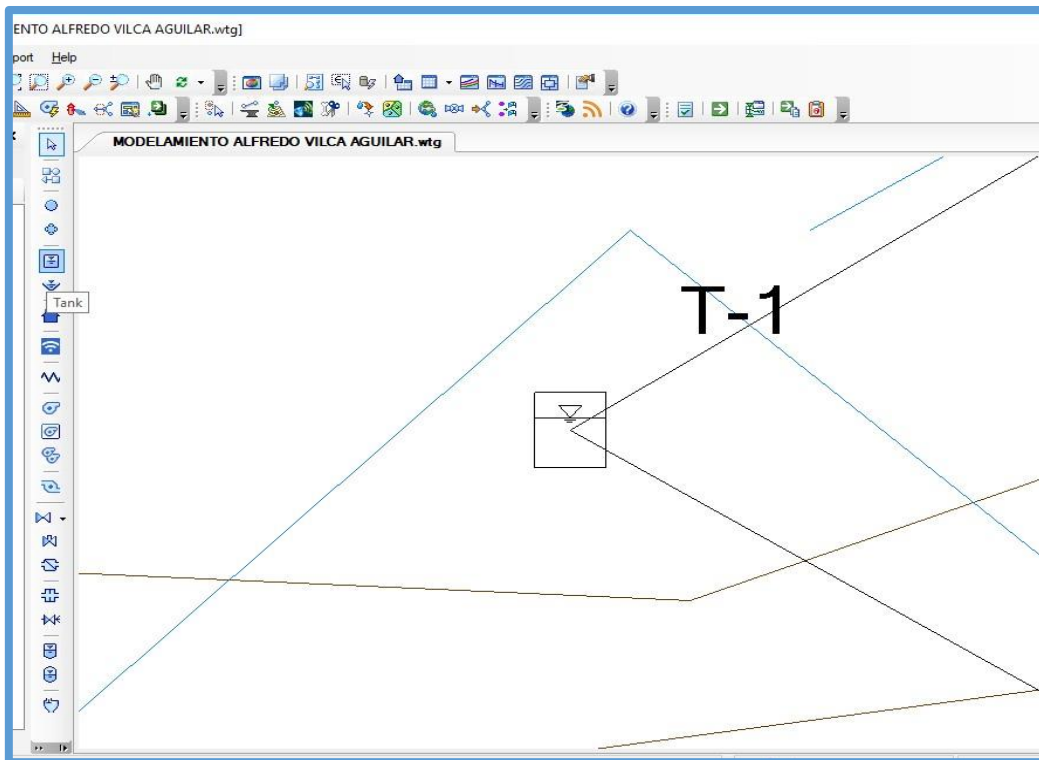 ENTO ALFREDO VILCA AGUILAR.wtg]
port Help
MODELAMIENTO ALFREDO VILCA AGUILAR.wtg
Tank
T-1